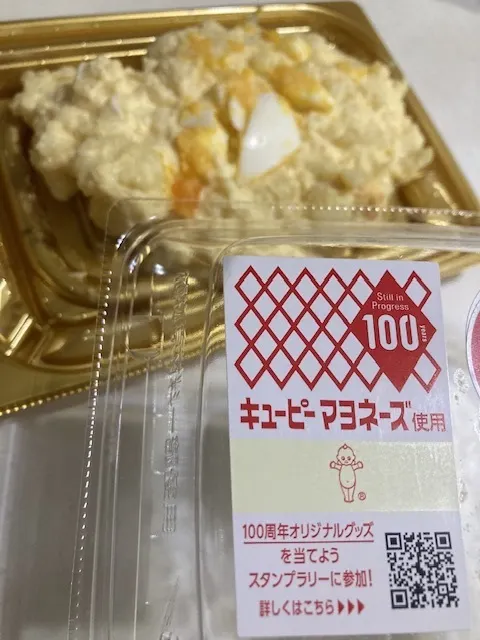 Still in
Progress
100
years
キューピー マヨネーズ使用
®
100周年オリジナルグッズ
を当てよう
スタンプラリーに参加!
詳しくはこちら▶▶▶